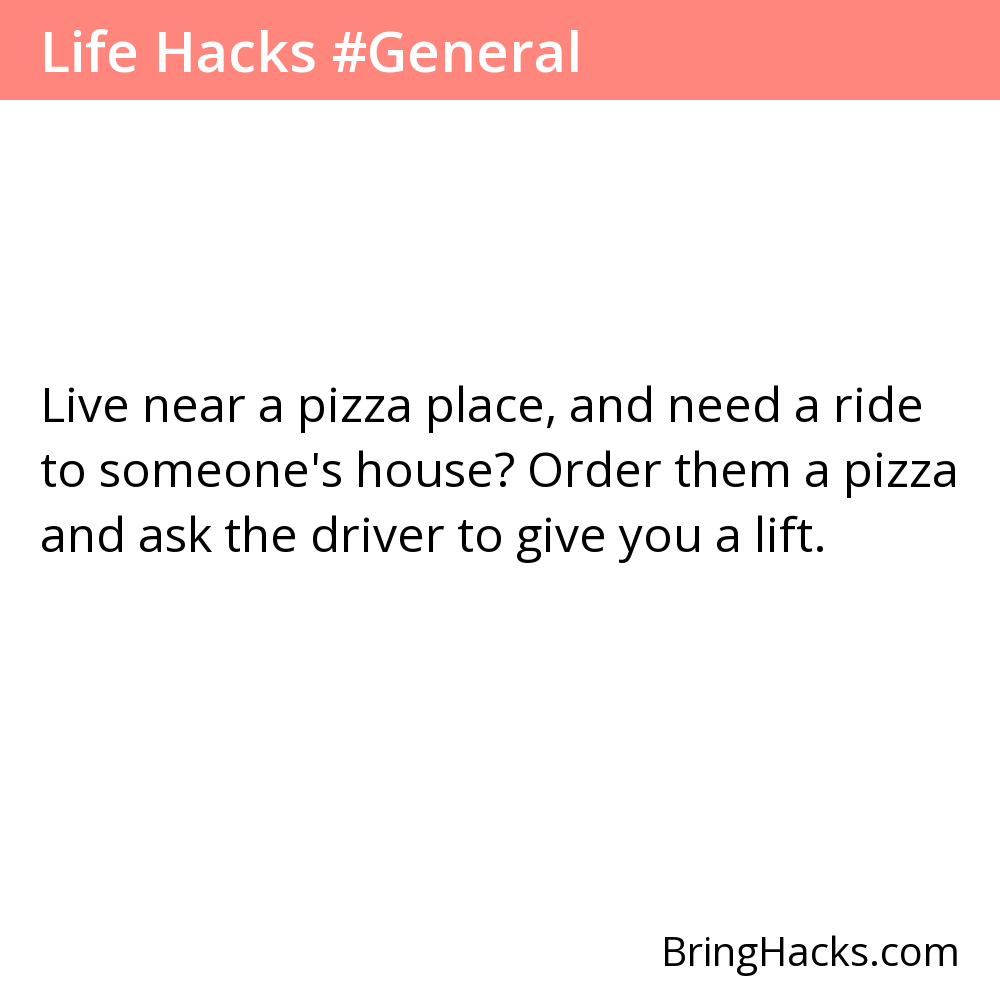 Life Hacks #General
Live near a pizza place, and need a ride
to someone's house? Order them a pizza
and ask the driver to give you a lift.
BringHacks.com